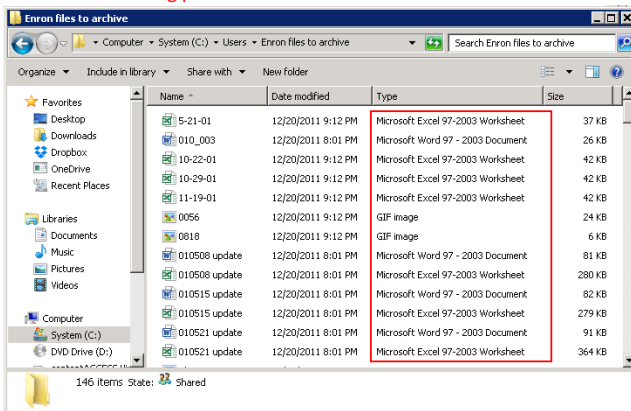 Enron files to archive
Computer System (C:) Users Enron files to archive
Search Enron files to archive
Organize Include in library Share with New folder
Favorites
Desktop
Downloads
Dropbox
OneDrive
Recent Places
Libraries
Documents
Music
Pictures
Videos
Computer
System (C:)
DVD Drive (D:)
Name Date modified Type Size
5-21-01 12/20/2011 9:12 PM Microsoft Excel 97-2003 Worksheet 37 KB
010_003 12/20/2011 8:01 PM Microsoft Word 97 - 2003 Document 26 KB
10-22-01 12/20/2011 9:12 PM Microsoft Excel 97-2003 Worksheet 42 KB
10-29-01 12/20/2011 9:12 PM Microsoft Excel 97-2003 Worksheet 42 KB
11-19-01 12/20/2011 9:12 PM Microsoft Excel 97-2003 Worksheet 42 KB
0056 12/20/2011 9:12 PM GIF image 24 KB
0818 12/20/2011 9:12 PM GIF image 6 KB
010508 update 12/20/2011 8:01 PM Microsoft Word 97 - 2003 Document 81 KB
010508 update 12/20/2011 8:01 PM Microsoft Excel 97-2003 Worksheet 280 KB
010515 update 12/20/2011 8:01 PM Microsoft Word 97 - 2003 Document 82 KB
010515 update 12/20/2011 8:01 PM Microsoft Excel 97-2003 Worksheet 279 KB
010521 update 12/20/2011 8:01 PM Microsoft Word 97 - 2003 Document 91 KB
010521 update 12/20/2011 8:01 PM Microsoft Excel 97-2003 Worksheet 364 KB
146 items State: Shared